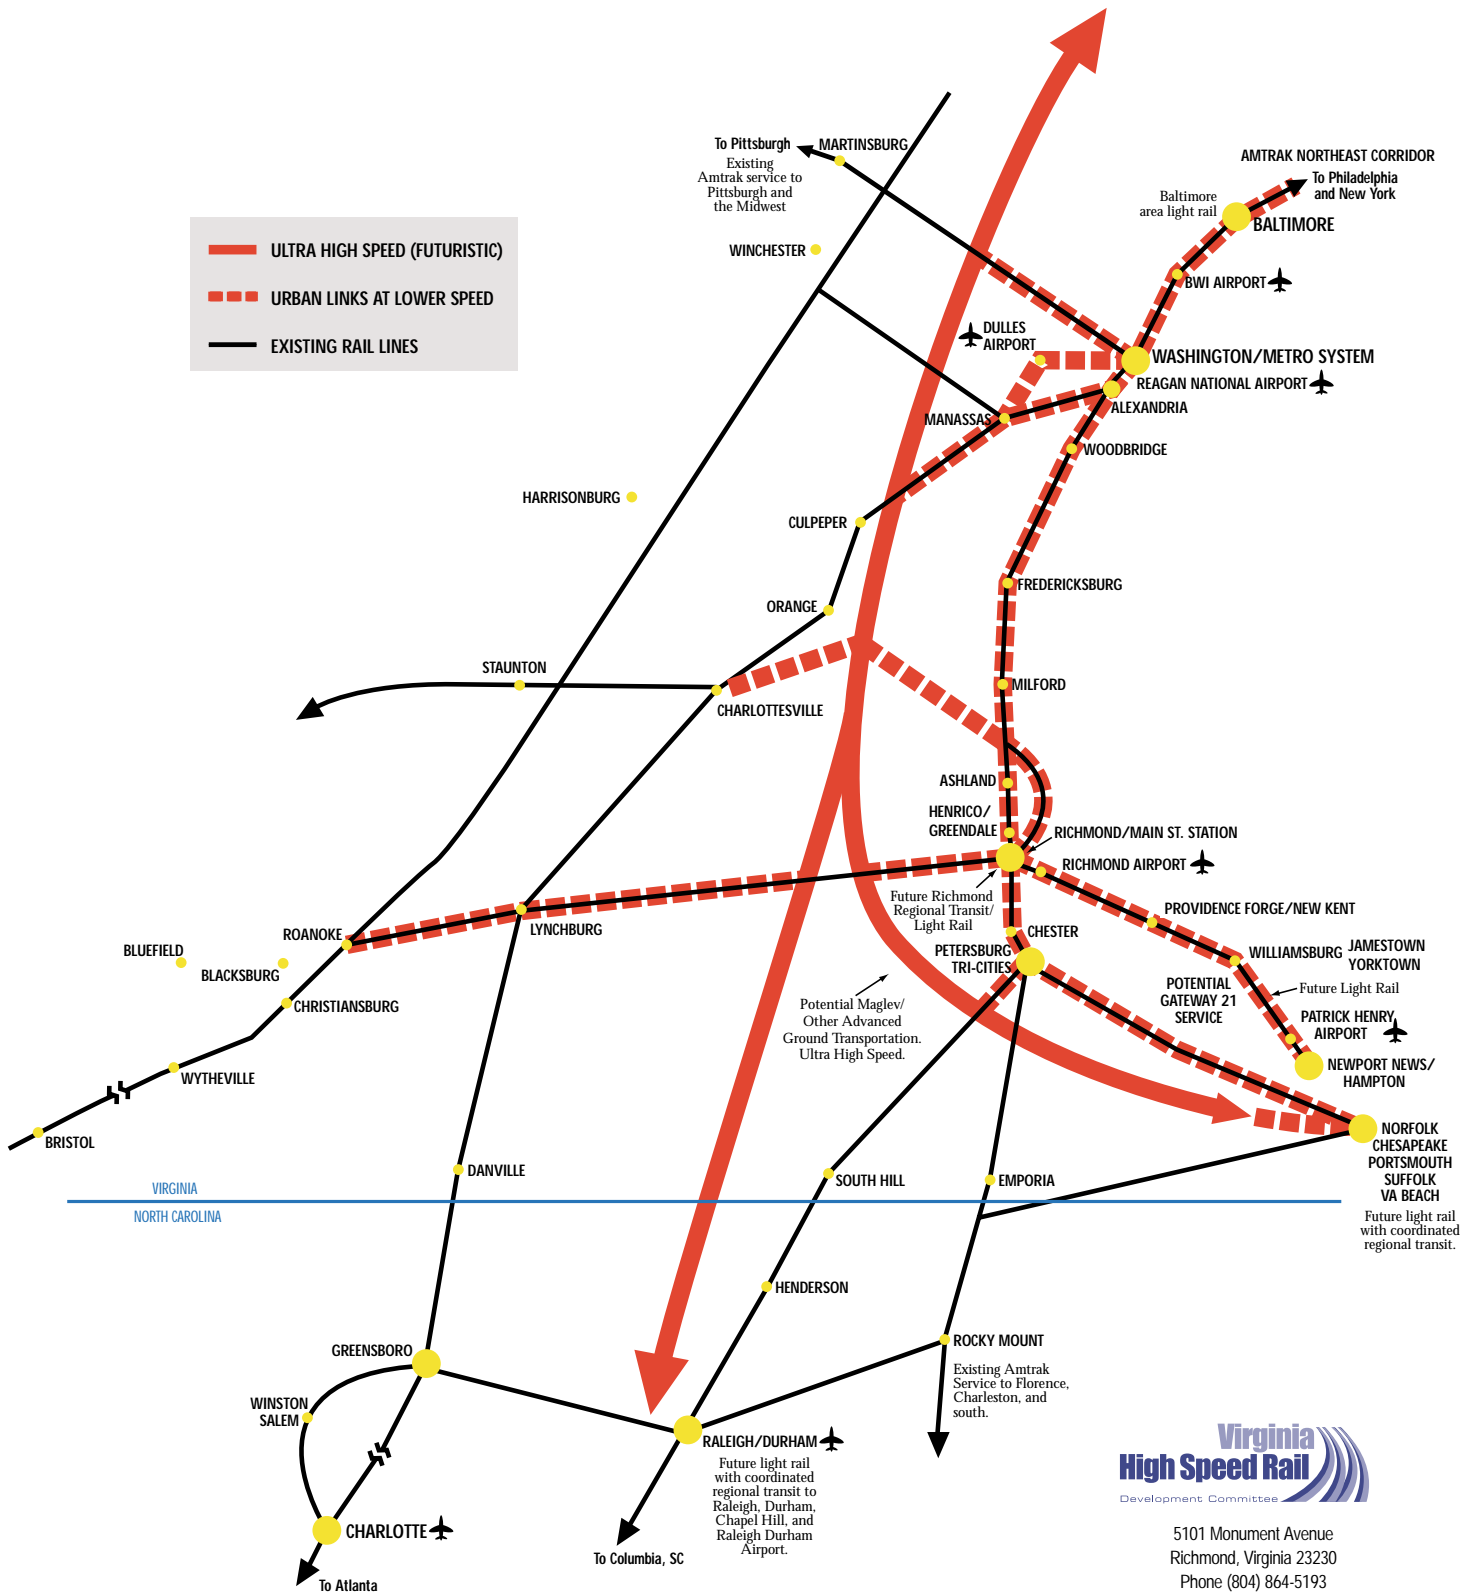 To Pittsburgh
MARTINSBURG
Existing
Amtrak service to
Pittsburgh and
the Midwest
AMTRAK NORTHEAST CORRIDOR
To Philadelphia
and New York
Baltimore
area light rail
BALTIMORE
WINCHESTER
BWI AIRPORT
ULTRA HIGH SPEED (FUTURISTIC)
URBAN LINKS AT LOWER SPEED
EXISTING RAIL LINES
DULLES
AIRPORT
WASHINGTON/METRO SYSTEM
REAGAN NATIONAL AIRPORT
ALEXANDRIA
MANASSAS
WOODBRIDGE
HARRISONBURG
CULPEPER
FREDERICKSBURG
ORANGE
STAUNTON
MILFORD
CHARLOTTESVILLE
ASHLAND
HENRICO/
GREENDALE
RICHMOND/MAIN ST. STATION
RICHMOND AIRPORT
Future Richmond
Regional Transit/
Light Rail
PROVIDENCE FORGE/NEW KENT
LYNCHBURG
ROANOKE
CHESTER
BLUEFIELD
BLACKSBURG
PETERSBURG
TRI-CITIES
WILLIAMSBURG
JAMESTOWN
YORKTOWN
CHRISTIANSBURG
POTENTIAL
GATEWAY 21
SERVICE
Future Light Rail
Potential Maglev/
Other Advanced
Ground Transportation.
Ultra High Speed.
PATRICK HENRY
AIRPORT
WYTHEVILLE
NEWPORT NEWS/
HAMPTON
BRISTOL
NORFOLK
CHESAPEAKE
PORTSMOUTH
SUFFOLK
VA BEACH
Future light rail
with coordinated
regional transit.
DANVILLE
SOUTH HILL
EMPORIA
VIRGINIA
NORTH CAROLINA
HENDERSON
GREENSBORO
ROCKY MOUNT
Existing Amtrak
Service to Florence,
Charleston, and
south.
WINSTON
SALEM
RALEIGH/DURHAM
Future light rail
with coordinated
regional transit to
Raleigh, Durham,
Chapel Hill, and
Raleigh Durham
Airport.
CHARLOTTE
To Columbia, SC
To Atlanta
Virginia
High Speed Rail
Development Committee
5101 Monument Avenue
Richmond, Virginia 23230
Phone (804) 864-5193